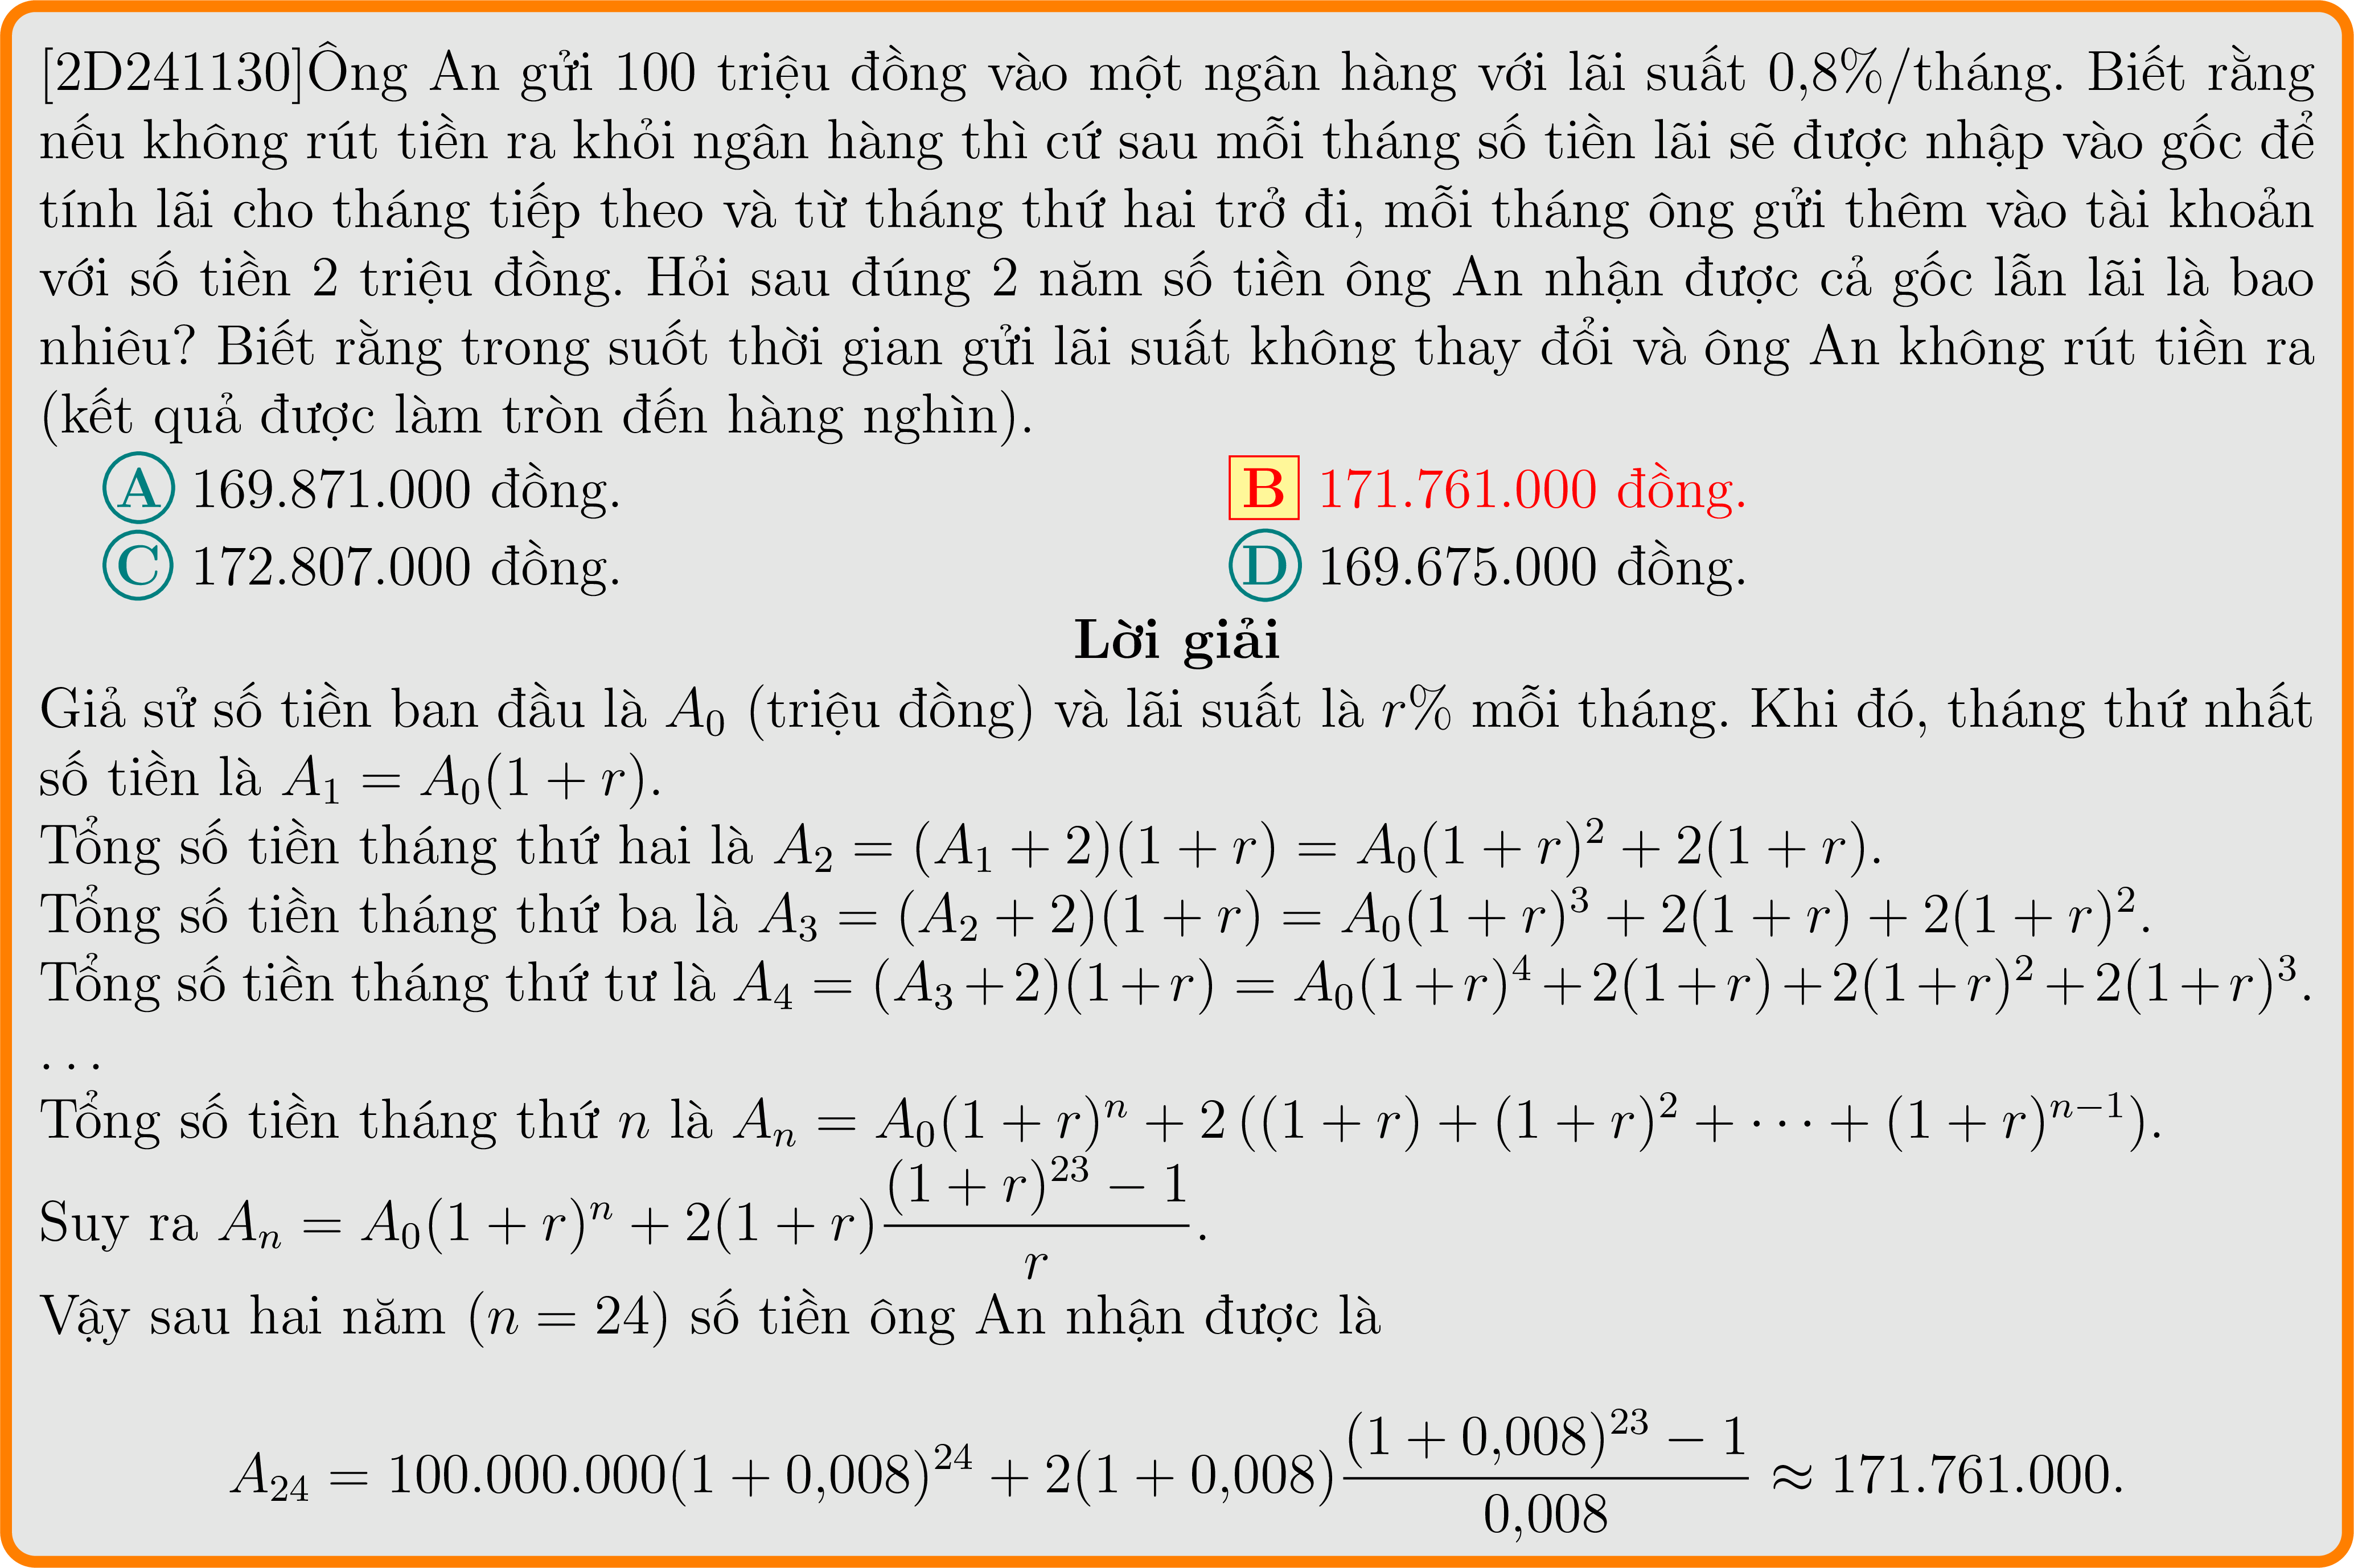 [2D241130]Ông An gửi 100 triệu đồng vào một ngân hàng với lãi suất 0,8%/tháng. Biết rằng
nếu không rút tiền ra khỏi ngân hàng thì cứ sau mỗi tháng số tiền lãi sẽ được nhập vào gốc để
tính lãi cho tháng tiếp theo và từ tháng thứ hai trở đi, mỗi tháng ông gửi thêm vào tài khoản
với số tiền 2 triệu đồng. Hỏi sau đúng 2 năm số tiền ông An nhận được cả gốc lẫn lãi là bao
nhiêu? Biết rằng trong suốt thời gian gửi lãi suất không thay đổi và ông An không rút tiền ra
(kết quả được làm tròn đến hàng nghìn).
A 169.871.000 đồng. B 171.761.000 đồng.
C 172.807.000 đồng. D 169.675.000 đồng.
Lời giải
Giả sử số tiền ban đầu là $A_0$ (triệu đồng) và lãi suất là $r\%$ mỗi tháng. Khi đó, tháng thứ nhất
số tiền là $A_1 = A_0(1 + r)$.
Tổng số tiền tháng thứ hai là $A_2 = (A_1 + 2)(1 + r) = A_0(1 + r)^2 + 2(1 + r)$.
Tổng số tiền tháng thứ ba là $A_3 = (A_2 + 2)(1 + r) = A_0(1 + r)^3 + 2(1 + r) + 2(1 + r)^2$.
Tổng số tiền tháng thứ tư là $A_4 = (A_3 + 2)(1 + r) = A_0(1 + r)^4 + 2(1 + r) + 2(1 + r)^2 + 2(1 + r)^3$.
...
Tổng số tiền tháng thứ $n$ là $A_n = A_0(1 + r)^n + 2\,((1 + r) + (1 + r)^2 + \cdots + (1 + r)^{n-1})$.
Suy ra $A_n = A_0(1 + r)^n + 2(1 + r)\frac{(1 + r)^{23} - 1}{r}$.
Vậy sau hai năm ($n = 24$) số tiền ông An nhận được là
$A_{24} = 100.000.000(1 + 0,008)^{24} + 2(1 + 0,008)\frac{(1 + 0,008)^{23} - 1}{0,008} \approx 171.761.000.$